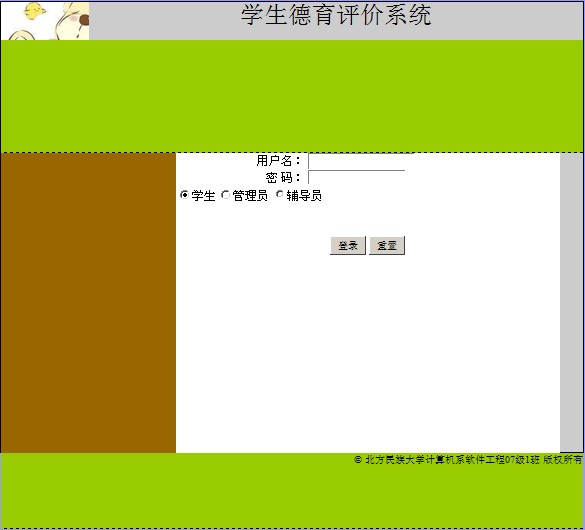 学生德育评价系统
用户名：
密 码：
学生 管理员 辅导员
登录 重置
© 北方民族大学计算机系软件工程07级1班 版权所有